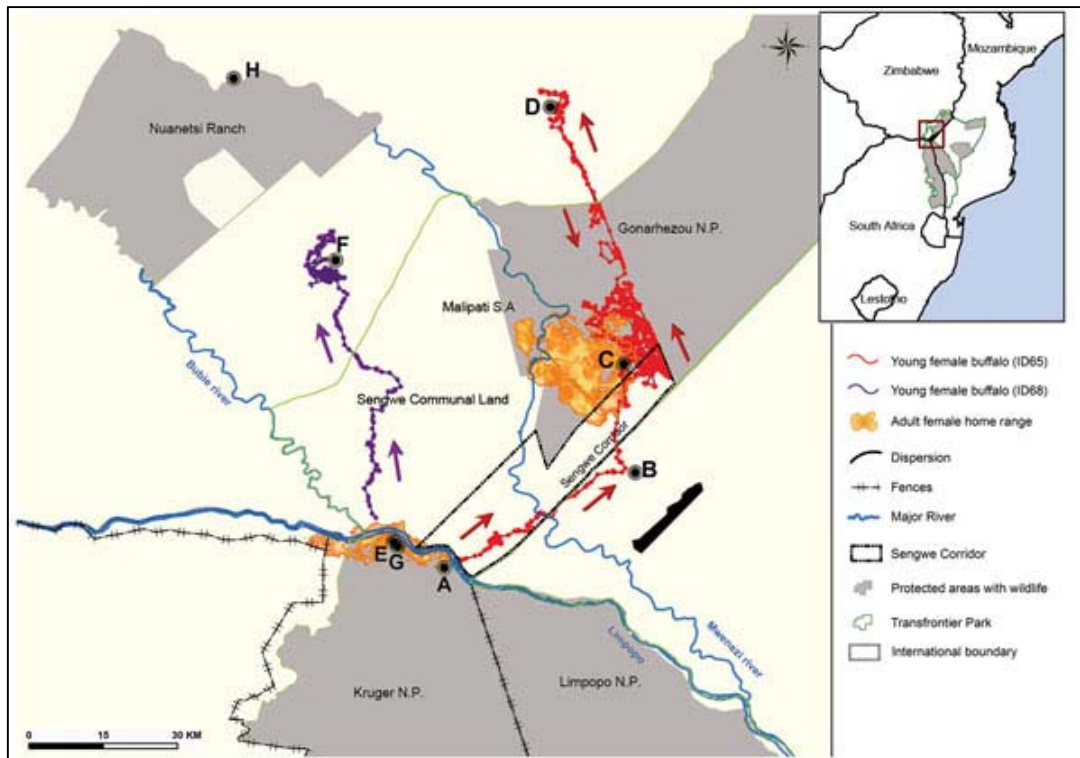 H
Nuanetsi Ranch
D
Gonarhezou N.P.
F
Malipati S.A
C
Bubie river
Sengwe Communal Land
Sengwe Corridor
B
E
G
A
Mwenezi river
Limpopo
Kruger N.P.
Limpopo N.P.
0 15 30 KM
Mozambique
Zimbabwe
South Africa
Lestotho
Young female buffalo (ID65)
Young female buffalo (ID68)
Adult female home range
Dispersion
Fences
Major River
Sengwe Corridor
Protected areas with wildlife
Transfrontier Park
International boundary